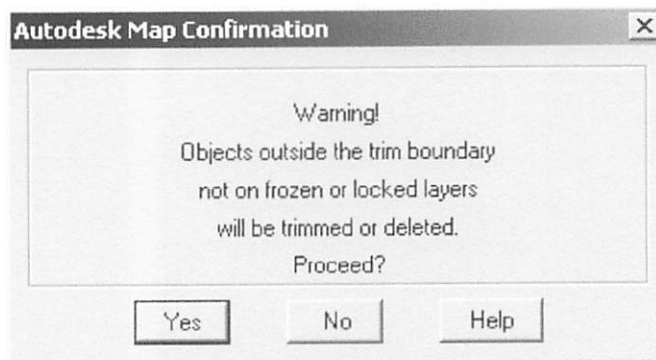 Autodesk Map Confirmation
Warning!
Objects outside the trim boundary
not on frozen or locked layers
will be trimmed or deleted.
Proceed?
Yes No Help